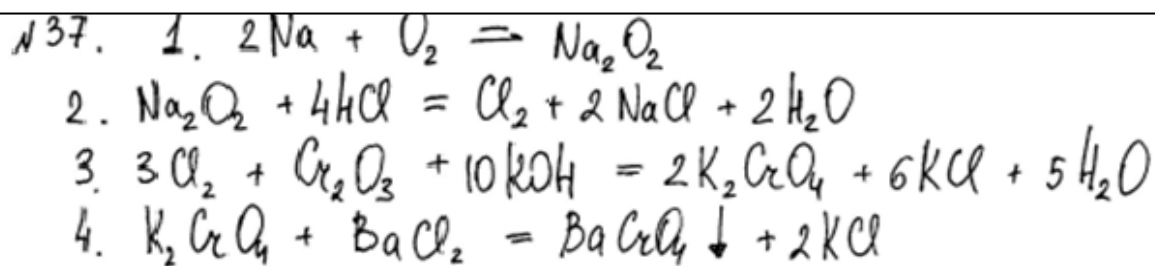 №37. 1. 2Na + O₂ = Na₂O₂
2. Na₂O₂ + 4HCl = Cl₂ + 2NaCl + 2H₂O
3. 3Cl₂ + Cr₂O₃ + 10KOH = 2K₂CrO₄ + 6KCl + 5H₂O
4. K₂CrO₄ + BaCl₂ = BaCrO₄↓ + 2KCl